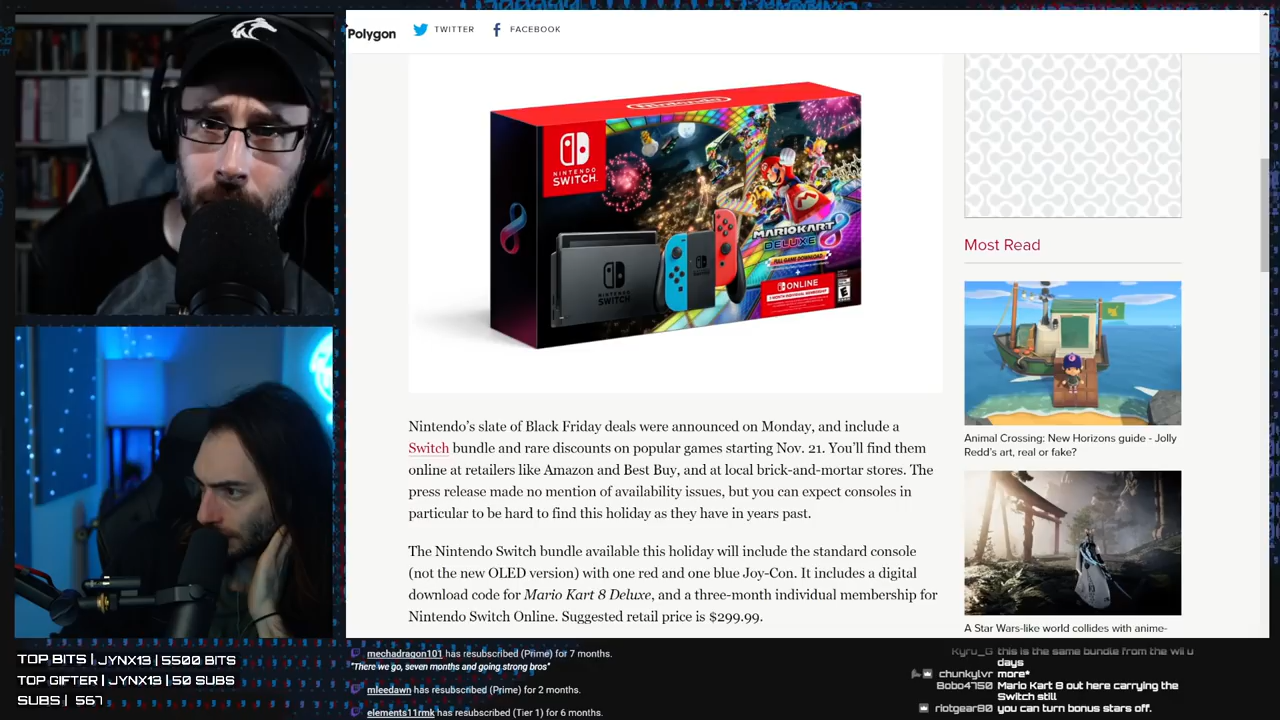 Polygon
TWITTER
FACEBOOK
Nintendo
NINTENDO
SWITCH
MARIOKART
DELUXE 8
FULL GAME DOWNLOAD
+
ONLINE
NINTENDO
SWITCH
Most Read
Animal Crossing: New Horizons guide - Jolly
Redd's art, real or fake?
A Star Wars-like world collides with anime-
Nintendo's slate of Black Friday deals were announced on Monday, and include a
Switch bundle and rare discounts on popular games starting Nov. 21. You'll find them
online at retailers like Amazon and Best Buy, and at local brick-and-mortar stores. The
press release made no mention of availability issues, but you can expect consoles in
particular to be hard to find this holiday as they have in years past.
The Nintendo Switch bundle available this holiday will include the standard console
(not the new OLED version) with one red and one blue Joy-Con. It includes a digital
download code for Mario Kart 8 Deluxe, and a three-month individual membership for
Nintendo Switch Online. Suggested retail price is $299.99.
TOP BITS | JYNX13 | 5500 BITS
TOP GIFTER | JYNX13 | 50 SUBS
SUBS | 567
mechadragon101 has resubscribed (Prime) for 7 months.
"There we go, seven months and going strong bros"
mleedawn has resubscribed (Prime) for 2 months.
elements11rmk has resubscribed (Tier 1) for 6 months.
Kyru_G this is the same bundle from the wii u
days
chunkylvr more*
Bobo4750 Mario Kart 8 out here carrying the
Switch still
riotgear80 you can turn bonus stars off.